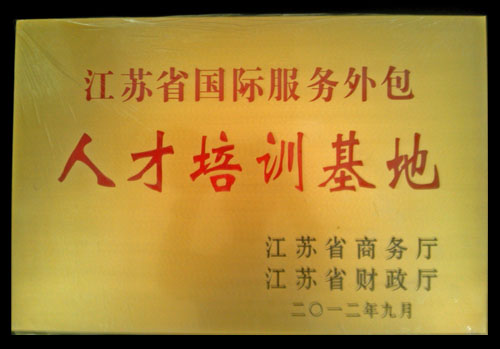 江苏省国际服务外包
人才培训基地
江苏省商务厅
江苏省财政厅
二〇一二年九月